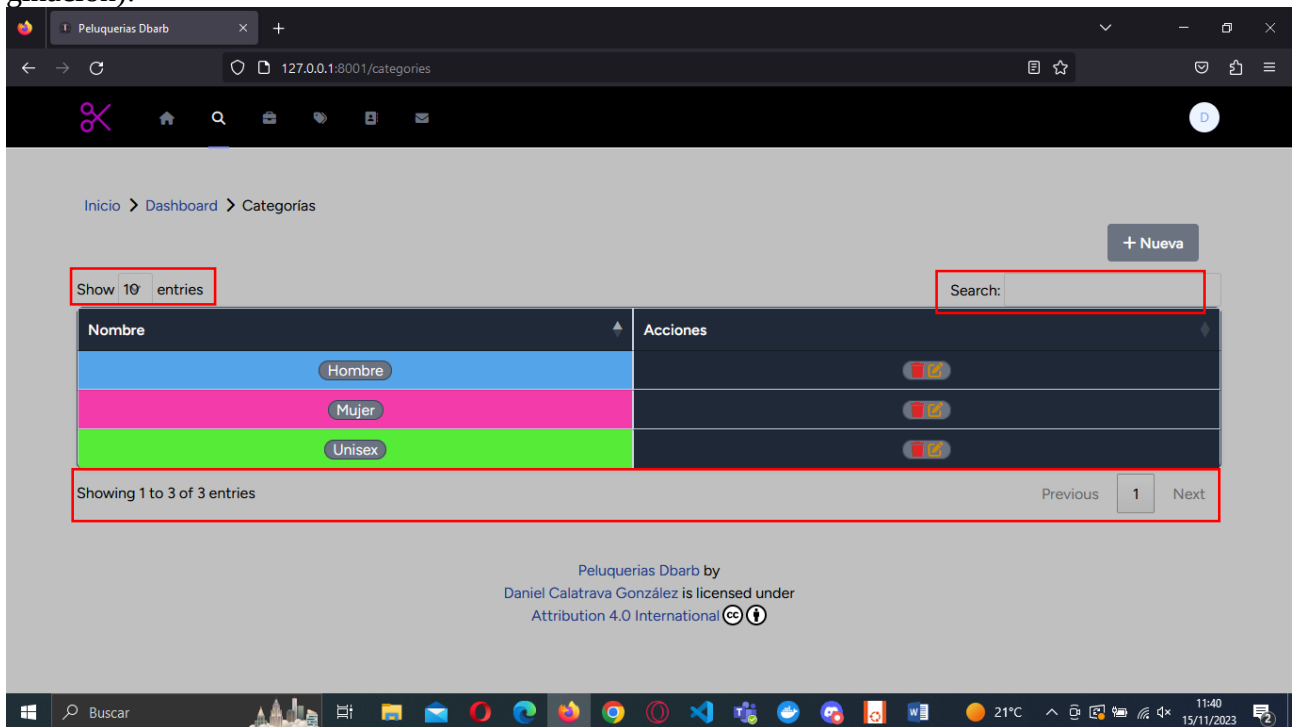 ginación).
Peluquerias Dbarb
127.0.0.1:8001/categories
D
Inicio Dashboard Categorías
+ Nueva
Show 10 entries Search:
Nombre Acciones
Hombre
Mujer
Unisex
Showing 1 to 3 of 3 entries Previous 1 Next
Peluquerias Dbarb by
Daniel Calatrava González is licensed under
Attribution 4.0 International
Buscar 21°C 11:40
15/11/2023 2